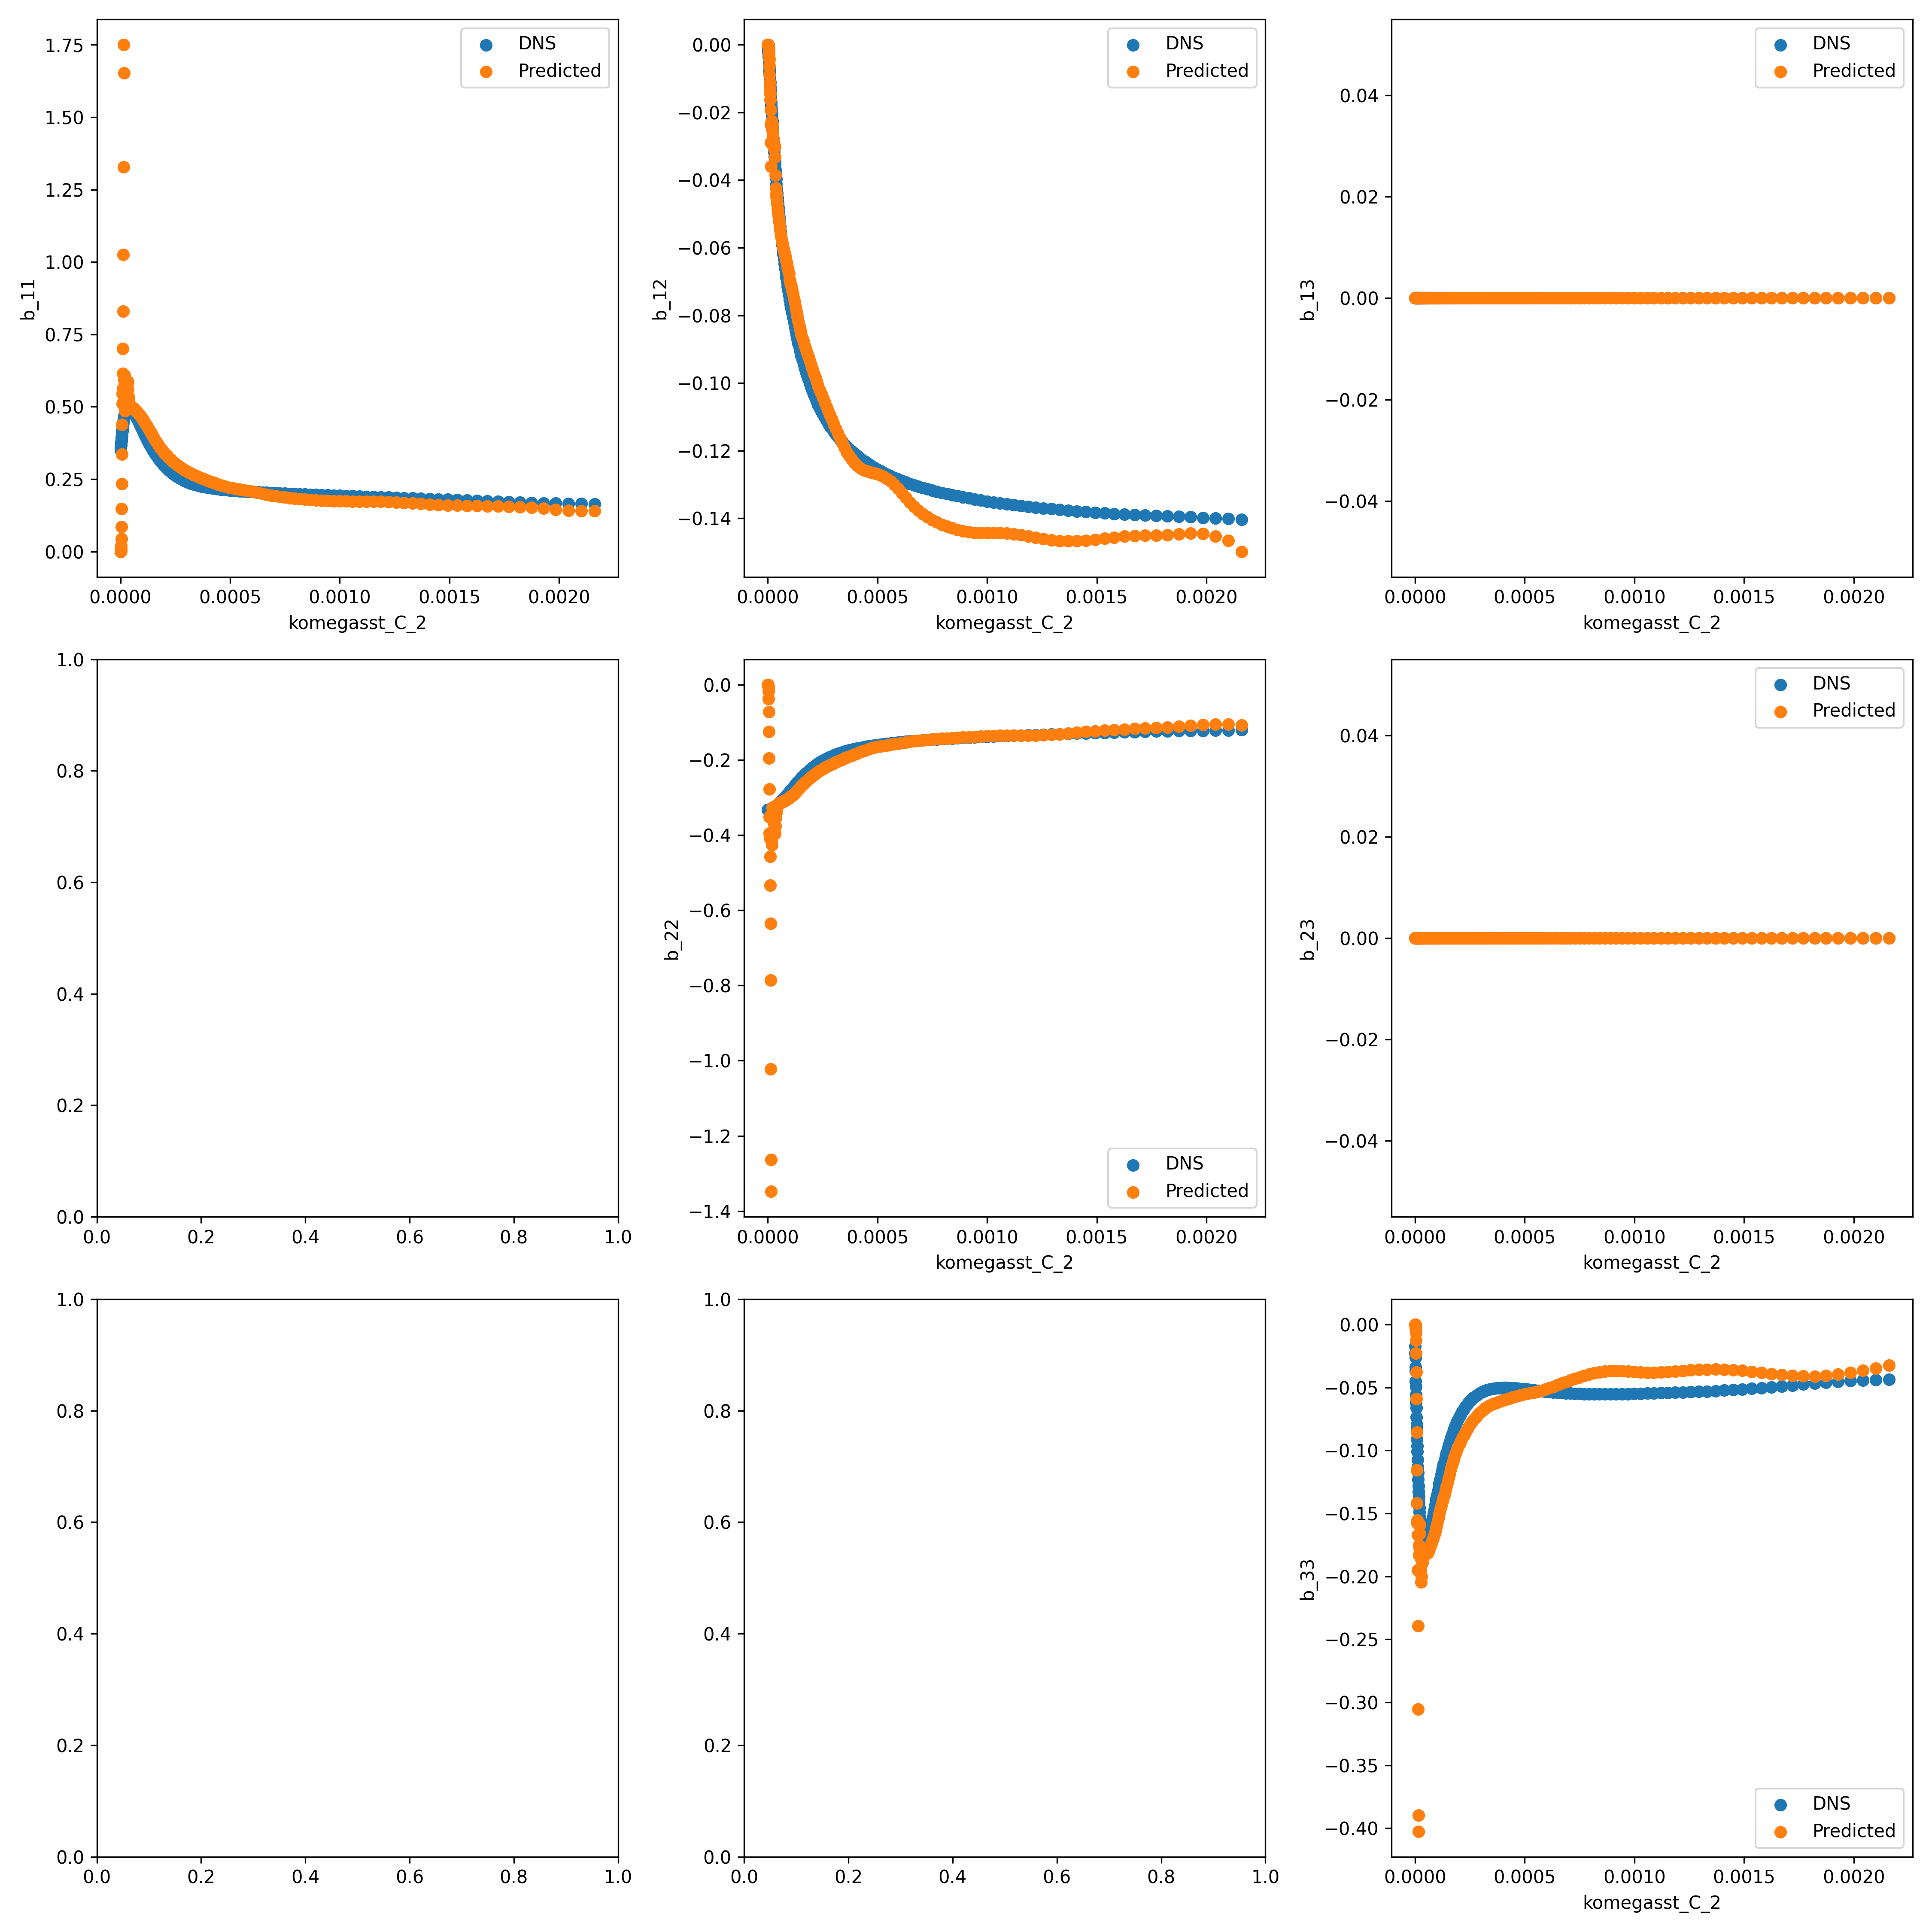 b_11
1.75
1.50
1.25
1.00
0.75
0.50
0.25
0.00
DNS
Predicted
0.0000 0.0005 0.0010 0.0015 0.0020
komegasst_C_2
b_12
0.00
−0.02
−0.04
−0.06
−0.08
−0.10
−0.12
−0.14
DNS
Predicted
0.0000 0.0005 0.0010 0.0015 0.0020
komegasst_C_2
b_13
0.04
0.02
0.00
−0.02
−0.04
DNS
Predicted
0.0000 0.0005 0.0010 0.0015 0.0020
komegasst_C_2
1.0
0.8
0.6
0.4
0.2
0.0
0.0 0.2 0.4 0.6 0.8 1.0
b_22
0.0
−0.2
−0.4
−0.6
−0.8
−1.0
−1.2
−1.4
DNS
Predicted
0.0000 0.0005 0.0010 0.0015 0.0020
komegasst_C_2
b_23
0.04
0.02
0.00
−0.02
−0.04
DNS
Predicted
0.0000 0.0005 0.0010 0.0015 0.0020
komegasst_C_2
1.0
0.8
0.6
0.4
0.2
0.0
0.0 0.2 0.4 0.6 0.8 1.0
1.0
0.8
0.6
0.4
0.2
0.0
0.0 0.2 0.4 0.6 0.8 1.0
b_33
0.00
−0.05
−0.10
−0.15
−0.20
−0.25
−0.30
−0.35
−0.40
DNS
Predicted
0.0000 0.0005 0.0010 0.0015 0.0020
komegasst_C_2